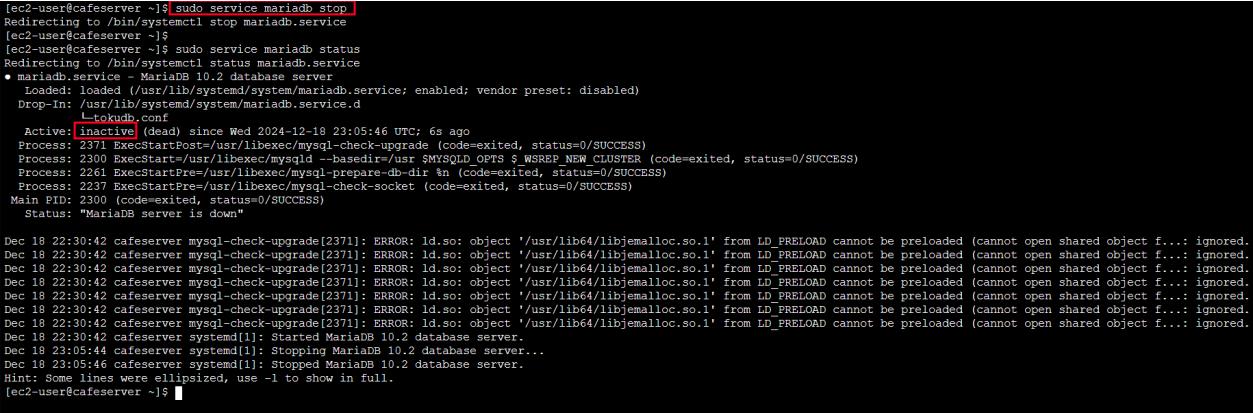 [ec2-user@cafeserver ~]$ sudo service mariadb stop
Redirecting to /bin/systemctl stop mariadb.service
[ec2-user@cafeserver ~]$
[ec2-user@cafeserver ~]$ sudo service mariadb status
Redirecting to /bin/systemctl status mariadb.service
● mariadb.service - MariaDB 10.2 database server
   Loaded: loaded (/usr/lib/systemd/system/mariadb.service; enabled; vendor preset: disabled)
  Drop-In: /usr/lib/systemd/system/mariadb.service.d
           └─tokudb.conf
   Active: inactive (dead) since Wed 2024-12-18 23:05:46 UTC; 6s ago
  Process: 2371 ExecStartPost=/usr/libexec/mysql-check-upgrade (code=exited, status=0/SUCCESS)
  Process: 2300 ExecStart=/usr/libexec/mysqld --basedir=/usr $MYSQLD_OPTS $_WSREP_NEW_CLUSTER (code=exited, status=0/SUCCESS)
  Process: 2261 ExecStartPre=/usr/libexec/mysql-prepare-db-dir %n (code=exited, status=0/SUCCESS)
  Process: 2237 ExecStartPre=/usr/libexec/mysql-check-socket (code=exited, status=0/SUCCESS)
 Main PID: 2300 (code=exited, status=0/SUCCESS)
   Status: "MariaDB server is down"

Dec 18 22:30:42 cafeserver mysql-check-upgrade[2371]: ERROR: ld.so: object '/usr/lib64/libjemalloc.so.1' from LD_PRELOAD cannot be preloaded (cannot open shared object f...: ignored.
Dec 18 22:30:42 cafeserver mysql-check-upgrade[2371]: ERROR: ld.so: object '/usr/lib64/libjemalloc.so.1' from LD_PRELOAD cannot be preloaded (cannot open shared object f...: ignored.
Dec 18 22:30:42 cafeserver mysql-check-upgrade[2371]: ERROR: ld.so: object '/usr/lib64/libjemalloc.so.1' from LD_PRELOAD cannot be preloaded (cannot open shared object f...: ignored.
Dec 18 22:30:42 cafeserver mysql-check-upgrade[2371]: ERROR: ld.so: object '/usr/lib64/libjemalloc.so.1' from LD_PRELOAD cannot be preloaded (cannot open shared object f...: ignored.
Dec 18 22:30:42 cafeserver mysql-check-upgrade[2371]: ERROR: ld.so: object '/usr/lib64/libjemalloc.so.1' from LD_PRELOAD cannot be preloaded (cannot open shared object f...: ignored.
Dec 18 22:30:42 cafeserver mysql-check-upgrade[2371]: ERROR: ld.so: object '/usr/lib64/libjemalloc.so.1' from LD_PRELOAD cannot be preloaded (cannot open shared object f...: ignored.
Dec 18 22:30:42 cafeserver mysql-check-upgrade[2371]: ERROR: ld.so: object '/usr/lib64/libjemalloc.so.1' from LD_PRELOAD cannot be preloaded (cannot open shared object f...: ignored.
Dec 18 22:30:42 cafeserver systemd[1]: Started MariaDB 10.2 database server.
Dec 18 23:05:44 cafeserver systemd[1]: Stopping MariaDB 10.2 database server...
Dec 18 23:05:46 cafeserver systemd[1]: Stopped MariaDB 10.2 database server.
Hint: Some lines were ellipsized, use -l to show in full.
[ec2-user@cafeserver ~]$